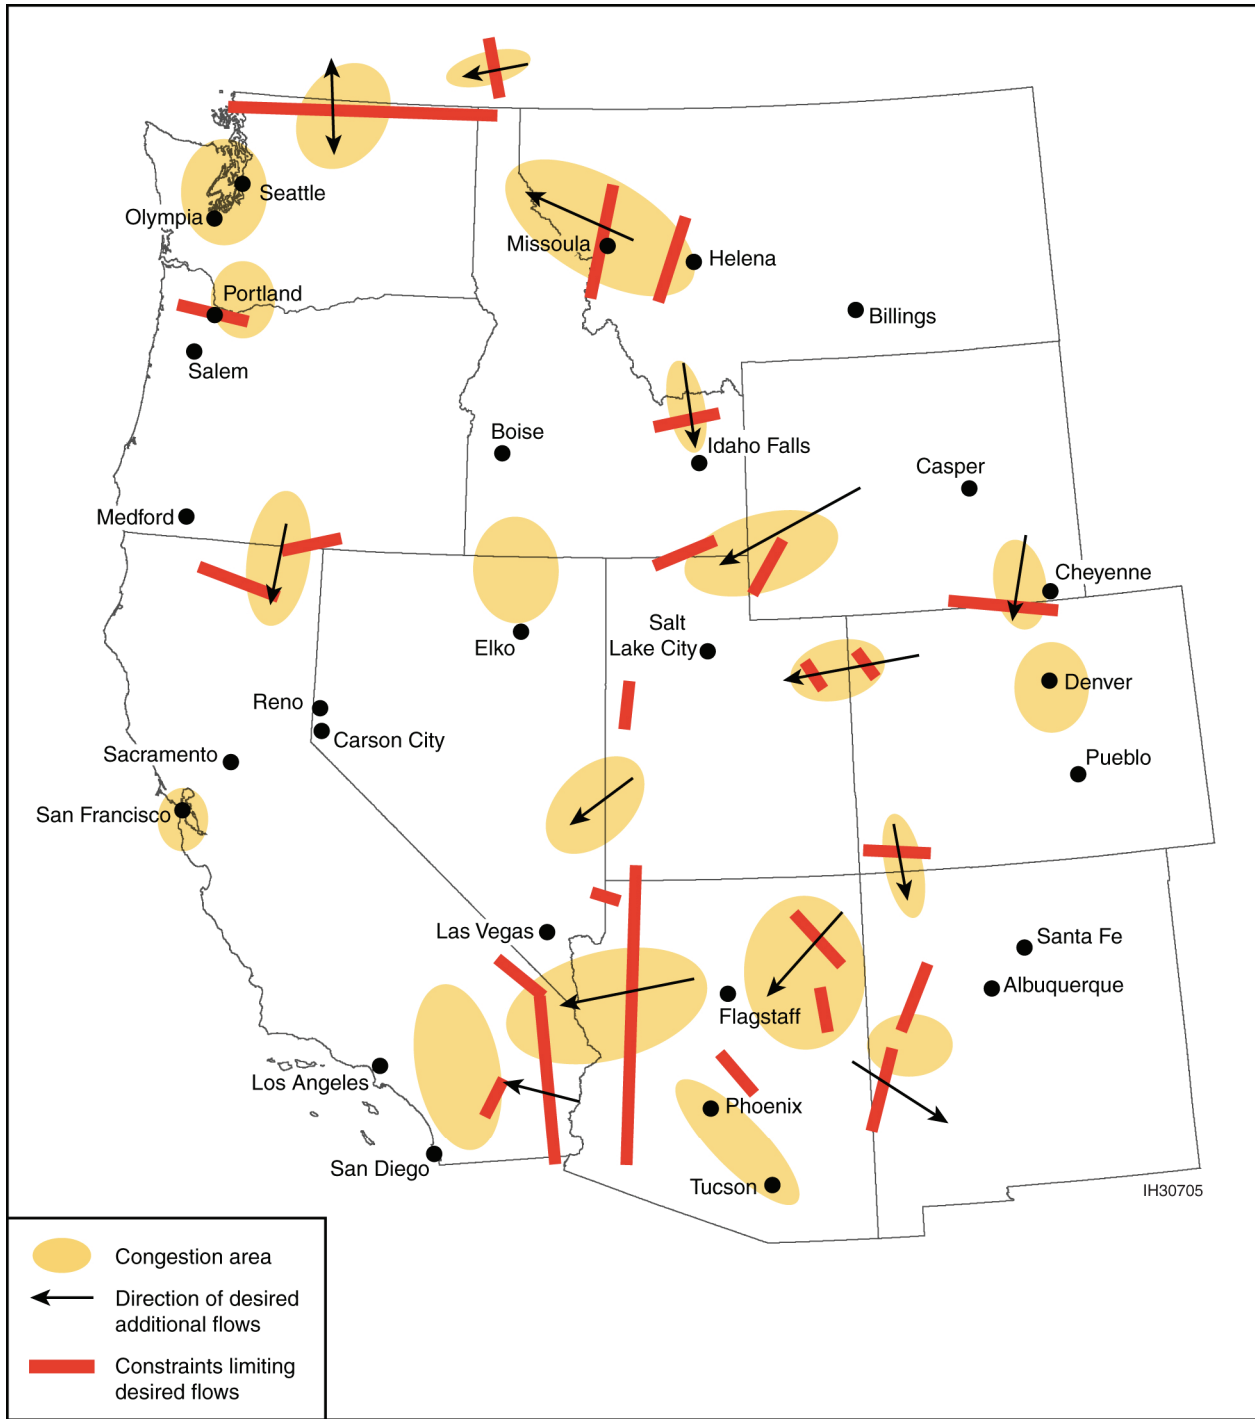 Seattle
Olympia
Missoula
Helena
Portland
Billings
Salem
Boise
Idaho Falls
Casper
Medford
Cheyenne
Salt
Lake City
Elko
Denver
Reno
Carson City
Sacramento
Pueblo
San Francisco
Las Vegas
Santa Fe
Albuquerque
Flagstaff
Los Angeles
Phoenix
San Diego
Tucson
IH30705
Congestion area
Direction of desired
additional flows
Constraints limiting
desired flows